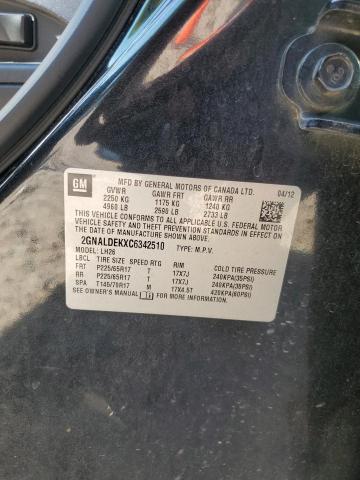 GM
MFD BY GENERAL MOTORS OF CANADA LTD. 04/12
GVWR GAWR FRT GAWR RR
2250 KG 1175 KG 1240 KG
4960 LB 2590 LB 2733 LB
THIS VEHICLE CONFORMS TO ALL APPLICABLE U.S. FEDERAL MOTOR
VEHICLE SAFETY AND THEFT PREVENTION STANDARDS IN EFFECT ON
THE DATE OF MANUFACTURE SHOWN ABOVE.
2GNALDEKXC6342510 TYPE: M.P.V.
MODEL: LH26
LBCL TIRE SIZE SPEED RTG RIM COLD TIRE PRESSURE
FRT P225/65R17 T 17X7J 240KPA(35PSI)
RR P225/65R17 T 17X7J 240KPA(35PSI)
SPA T145/70R17 M 17X4.5T 420KPA(60PSI)
SEE OWNER'S MANUAL FOR ADDITIONAL INFORMATION